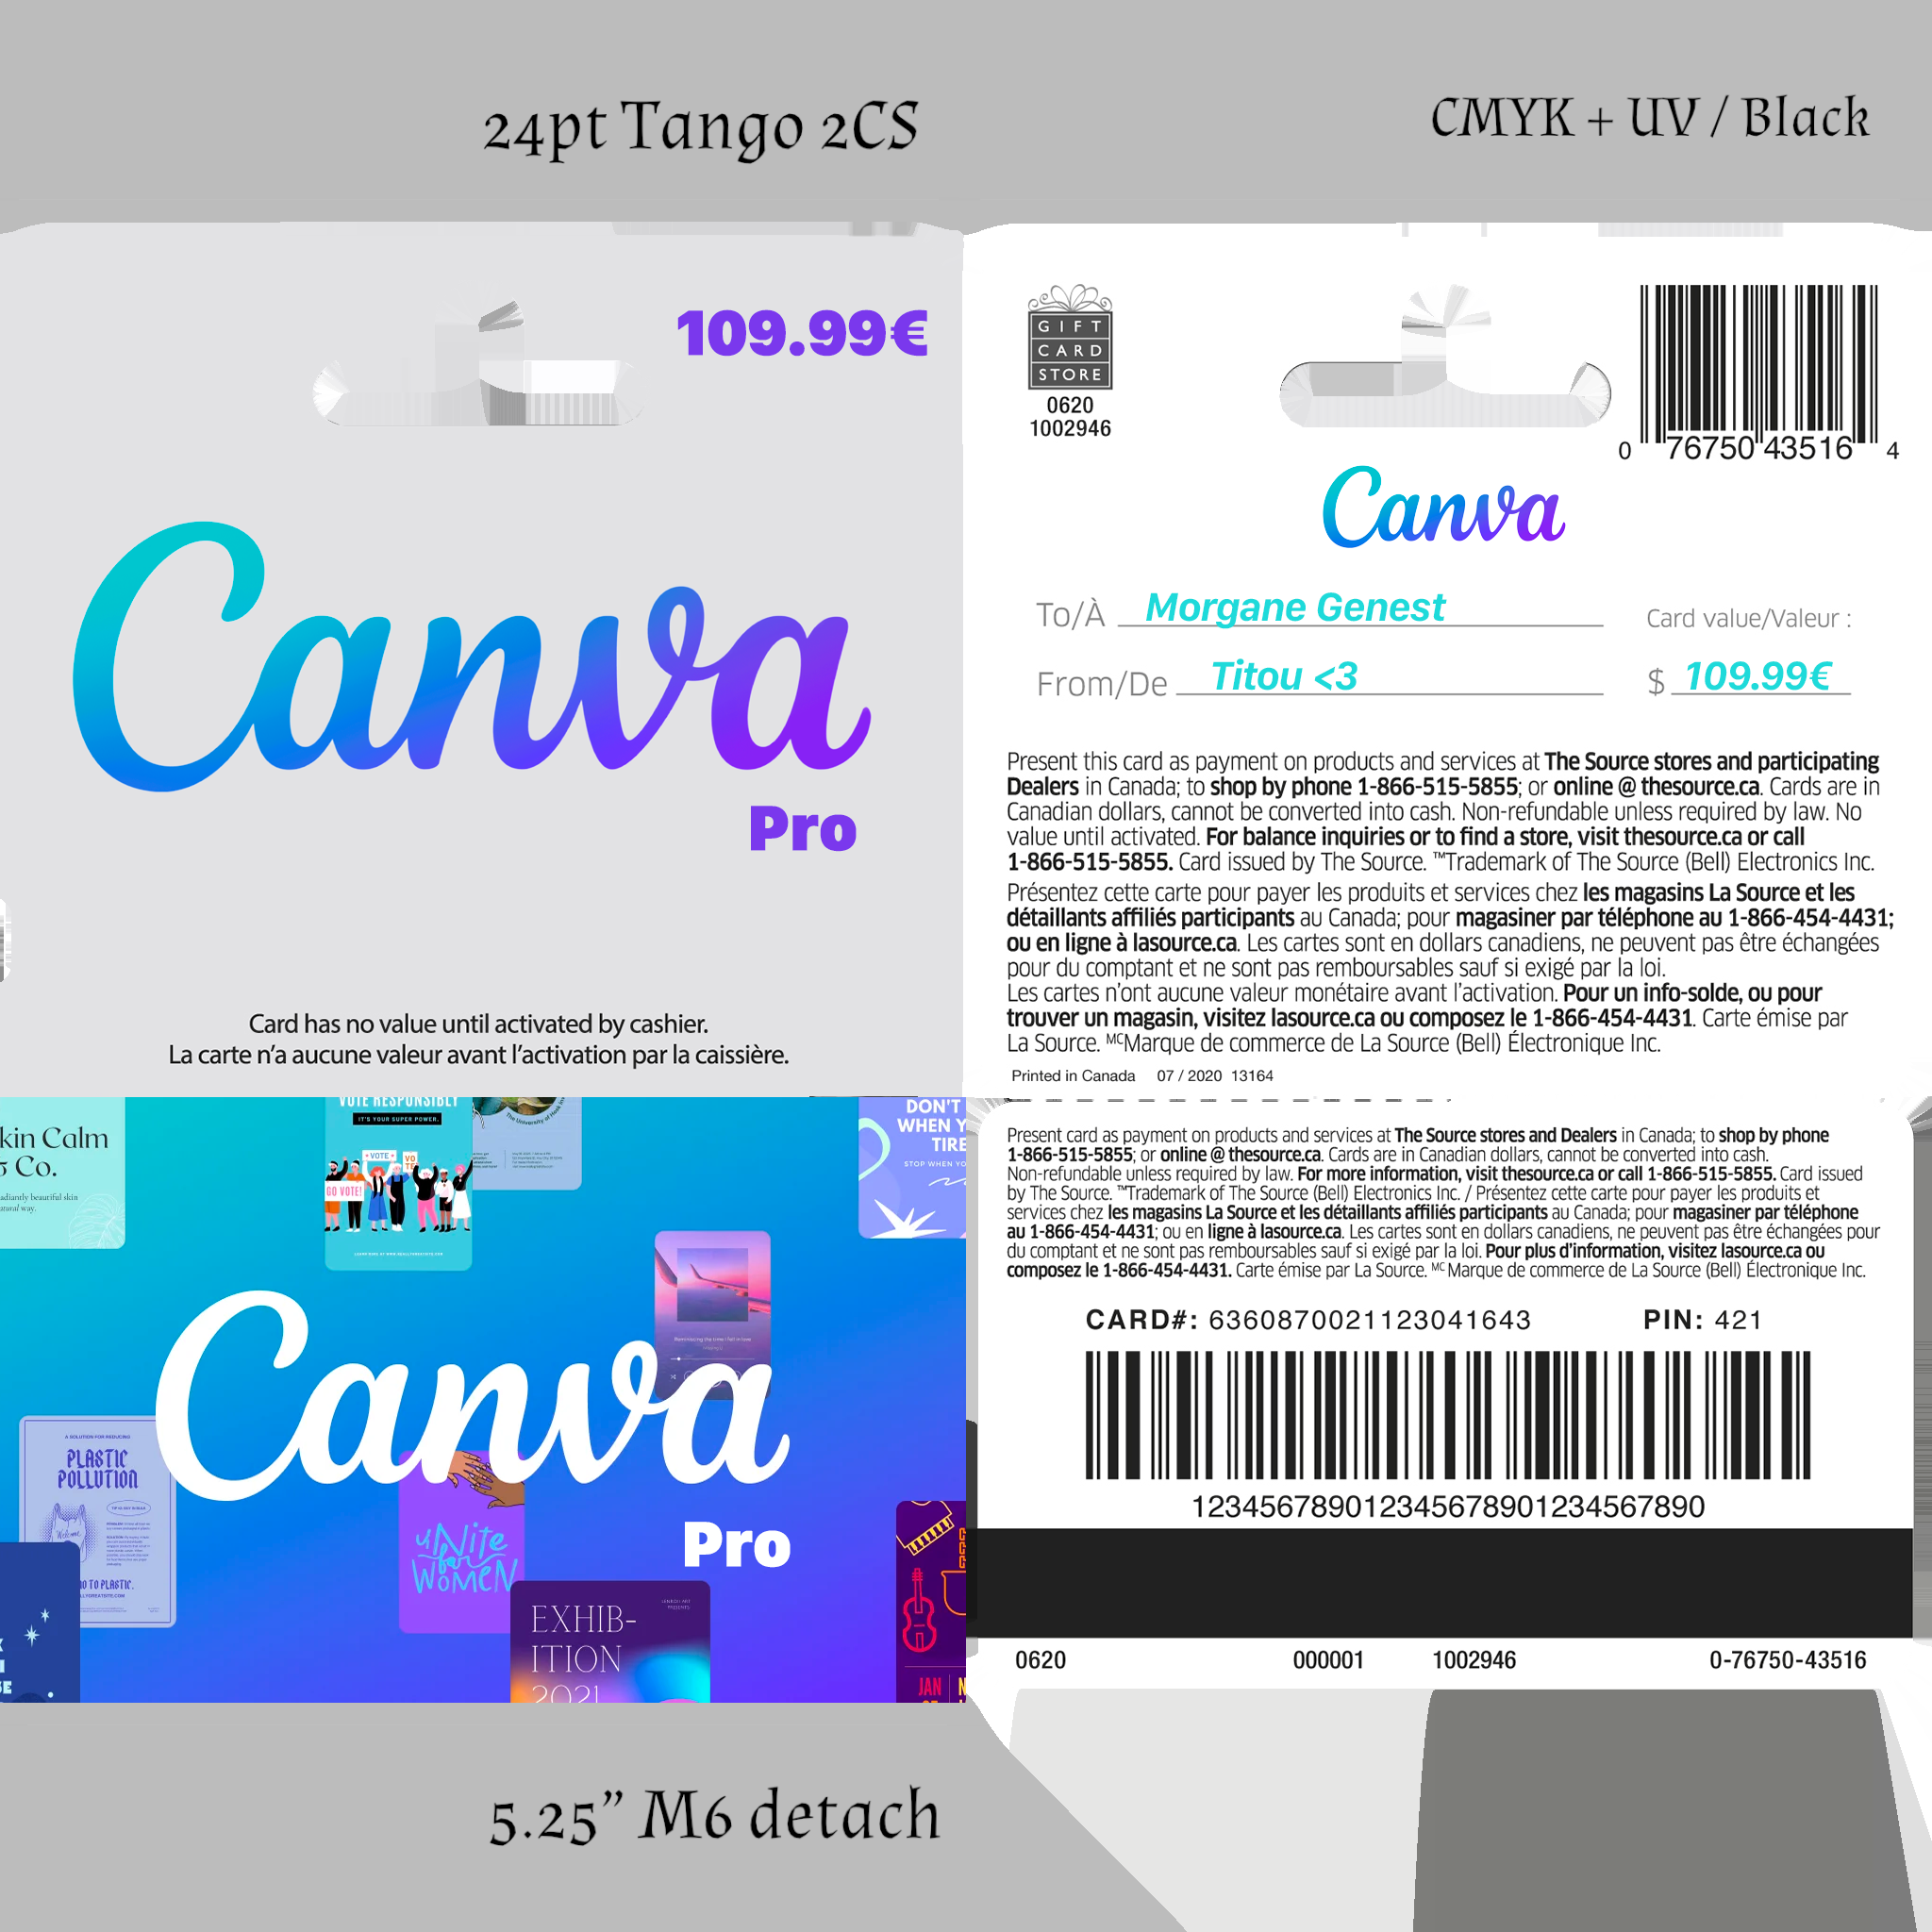 24pt Tango 2CS
CMYK + UV / Black
109.99€
Canva
Pro
Card has no value until activated by cashier.
La carte n’a aucune valeur avant l’activation par la caissière.
GIFT
CARD
STORE
0620
1002946
0 76750 43516 4
Canva
To/À Morgane Genest
Card value/Valeur :
From/De Titou <3
$ 109.99€
Present this card as payment on products and services at The Source stores and participating
Dealers in Canada; to shop by phone 1-866-515-5855; or online @ thesource.ca. Cards are in
Canadian dollars, cannot be converted into cash. Non-refundable unless required by law. No
value until activated. For balance inquiries or to find a store, visit thesource.ca or call
1-866-515-5855. Card issued by The Source. ™Trademark of The Source (Bell) Electronics Inc.
Présentez cette carte pour payer les produits et services chez les magasins La Source et les
détaillants affiliés participants au Canada; pour magasiner par téléphone au 1-866-454-4431;
ou en ligne à lasource.ca. Les cartes sont en dollars canadiens, ne peuvent pas être échangées
pour du comptant et ne sont pas remboursables sauf si exigé par la loi.
Les cartes n’ont aucune valeur monétaire avant l’activation. Pour un info-solde, ou pour
trouver un magasin, visitez lasource.ca ou composez le 1-866-454-4431. Carte émise par
La Source. MCMarque de commerce de La Source (Bell) Électronique Inc.
Printed in Canada 07 / 2020 13164
kin Calm
Co.
adiantly beautiful skin
atural way.
VOTE RESPONSIBLY
IT'S YOUR SUPER POWER.
VOTE
GO VOTE!
DON'T
WHEN Y
TIRE
STOP WHEN YO
A SOLUTION FOR REDUCING
PLASTIC
POLLUTION
Welcome
TO PLASTIC.
Canva
Pro
uNite
for
WOMEN
EXHIB-
ITION
2021
JAN
Present card as payment on products and services at The Source stores and Dealers in Canada; to shop by phone
1-866-515-5855; or online @ thesource.ca. Cards are in Canadian dollars, cannot be converted into cash.
Non-refundable unless required by law. For more information, visit thesource.ca or call 1-866-515-5855. Card issued
by The Source. ™Trademark of The Source (Bell) Electronics Inc. / Présentez cette carte pour payer les produits et
services chez les magasins La Source et les détaillants affiliés participants au Canada; pour magasiner par téléphone
au 1-866-454-4431; ou en ligne à lasource.ca. Les cartes sont en dollars canadiens, ne peuvent pas être échangées pour
du comptant et ne sont pas remboursables sauf si exigé par la loi. Pour plus d’information, visitez lasource.ca ou
composez le 1-866-454-4431. Carte émise par La Source. MC Marque de commerce de La Source (Bell) Électronique Inc.
CARD#: 6360870021123041643 PIN: 421
123456789012345678901234567890
0620 000001 1002946 0-76750-43516
5.25” M6 detach